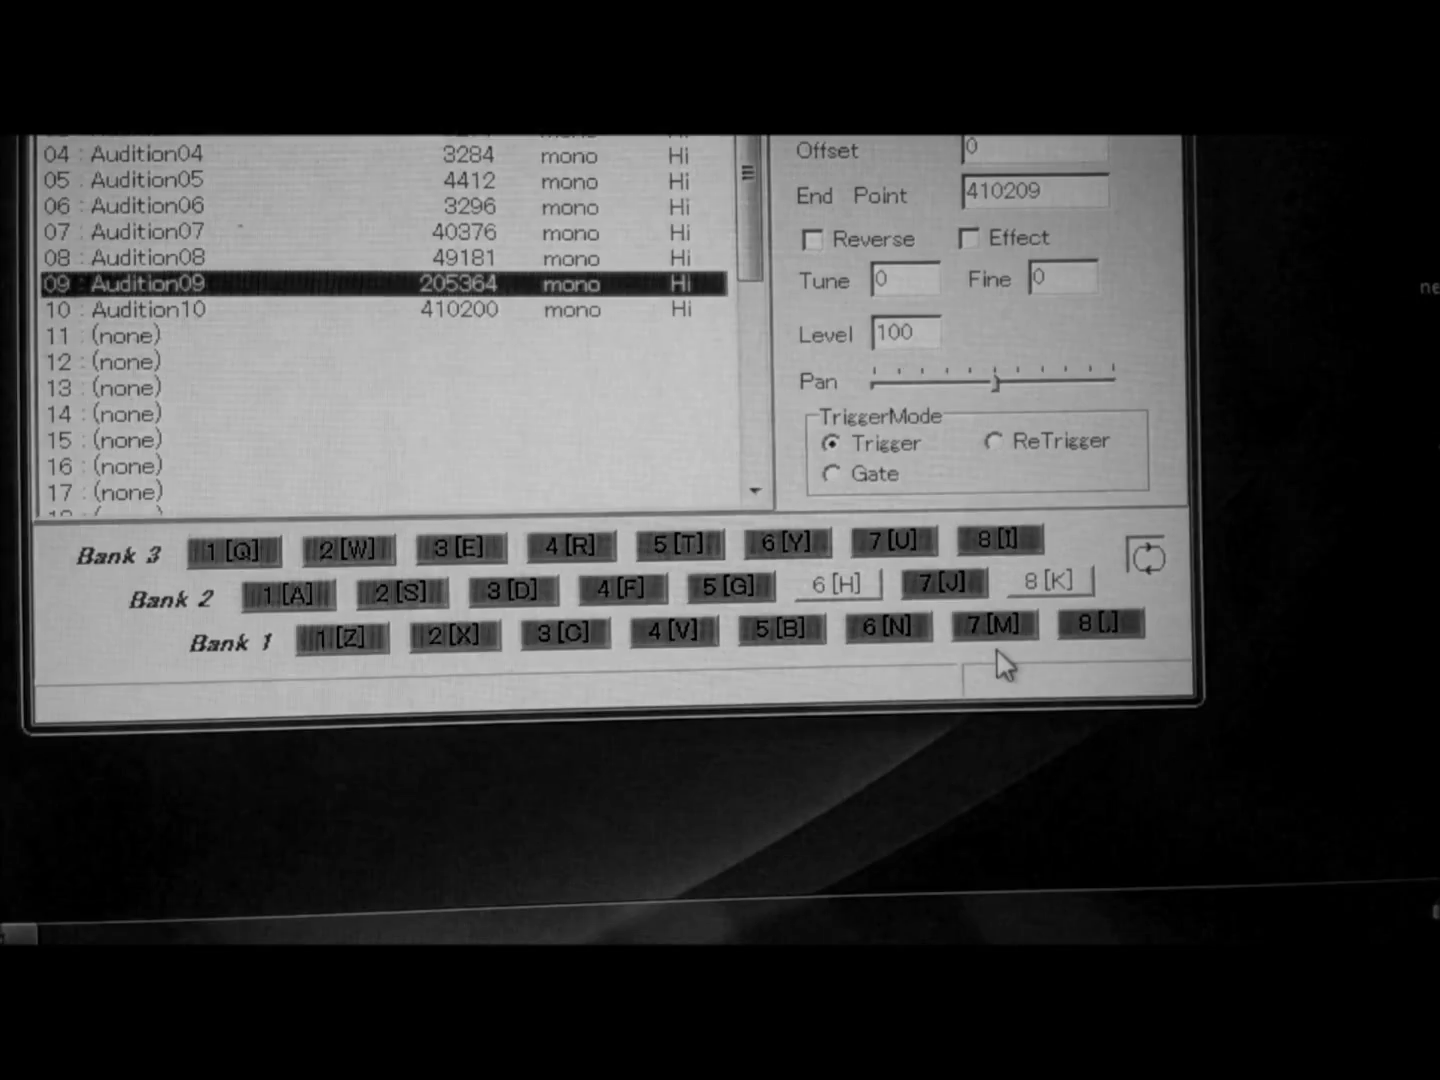 04 : Audition04 3284 mono Hi
05 : Audition05 4412 mono Hi
06 : Audition06 3296 mono Hi
07 : Audition07 40376 mono Hi
08 : Audition08 49181 mono Hi
09 : Audition09 205364 mono Hi
10 : Audition10 410200 mono Hi
11 : (none)
12 : (none)
13 : (none)
14 : (none)
15 : (none)
16 : (none)
17 : (none)
Offset 0
End Point 410209
Reverse Effect
Tune 0 Fine 0
Level 100
Pan
TriggerMode
Trigger ReTrigger
Gate
Bank 3 1 [Q] 2 [W] 3 [E] 4 [R] 5 [T] 6 [Y] 7 [U] 8 [I]
Bank 2 1 [A] 2 [S] 3 [D] 4 [F] 5 [G] 6 [H] 7 [J] 8 [K]
Bank 1 1 [Z] 2 [X] 3 [C] 4 [V] 5 [B] 6 [N] 7 [M] 8 [,]
ne